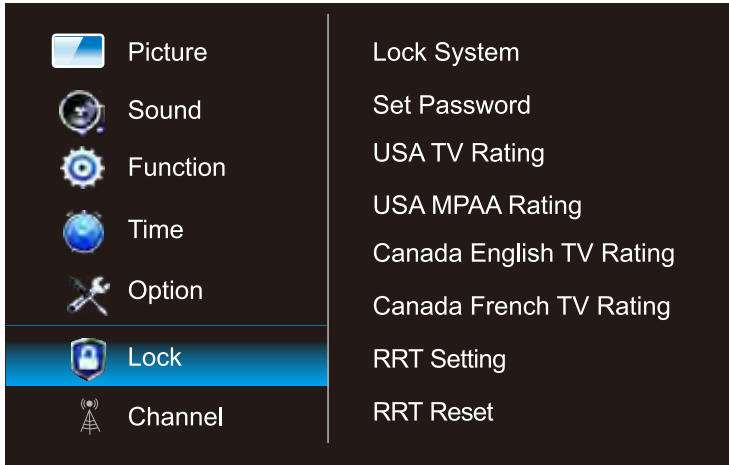 Picture
Sound
Function
Time
Option
Lock
Channel
Lock System
Set Password
USA TV Rating
USA MPAA Rating
Canada English TV Rating
Canada French TV Rating
RRT Setting
RRT Reset